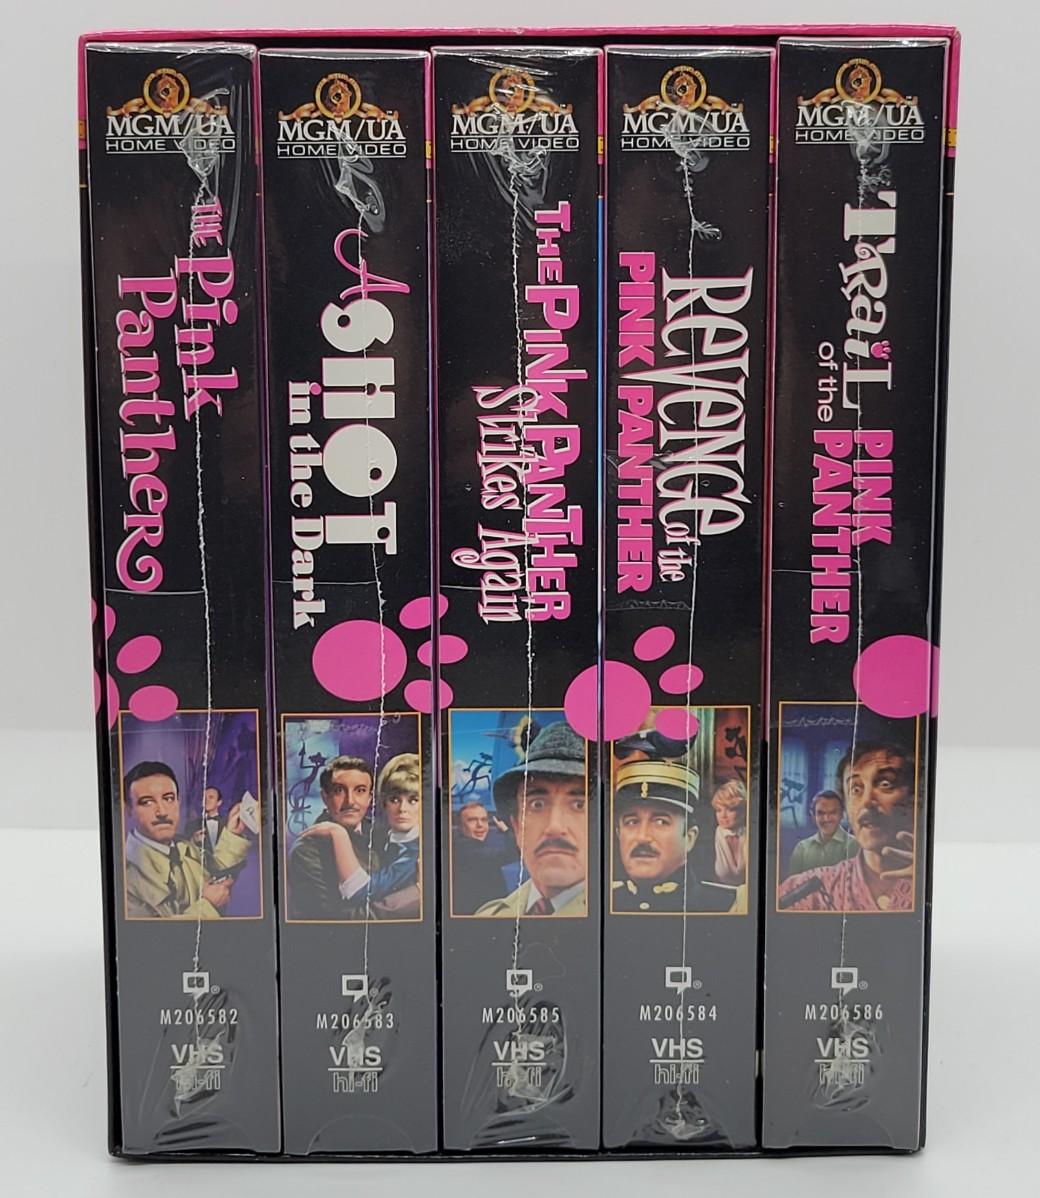 MGM/UA
HOME VIDEO
THE Pink
Panther
M206582
VHS
hi-fi
MGM/UA
HOME VIDEO
A SHOT
in the Dark
M206583
VHS
hi-fi
MGM/UA
HOME VIDEO
THE PINK PANTHER
Strikes Again
M206585
VHS
hi-fi
MGM/UA
HOME VIDEO
REVENGE of the
PINK PANTHER
M206584
VHS
hi-fi
MGM/UA
HOME VIDEO
TRaiL
of the PINK
PANTHER
M206586
VHS
hi-fi